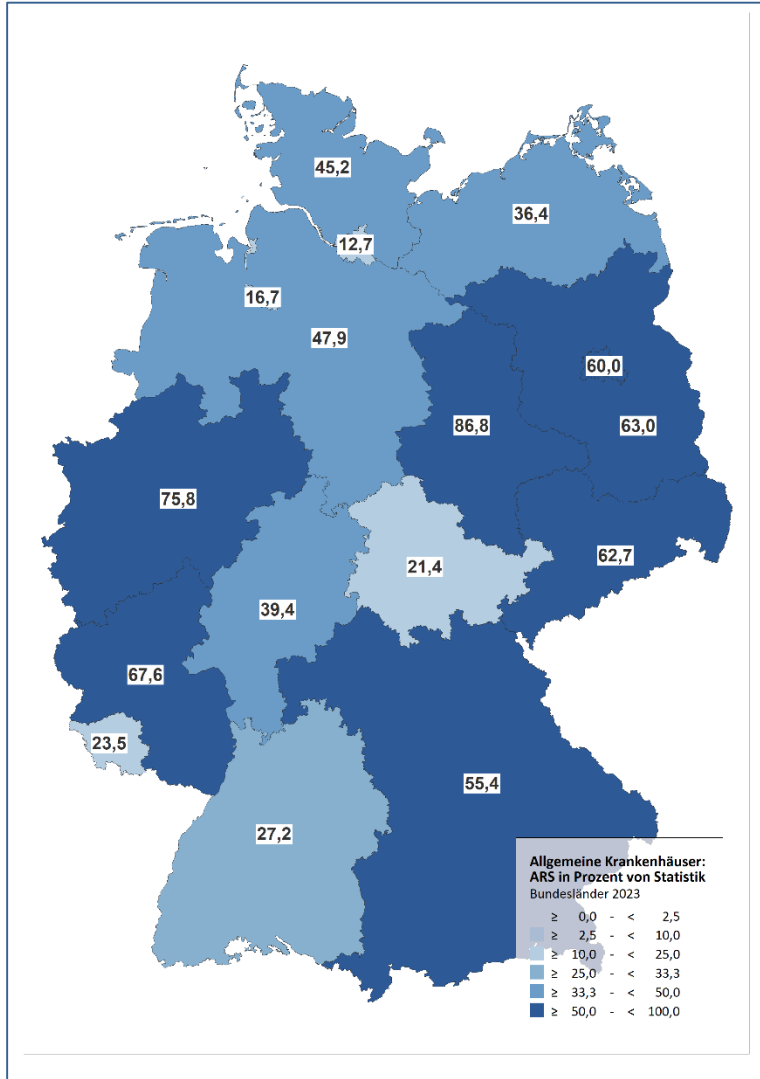 45,2
36,4
12,7
16,7
47,9
60,0
86,8
63,0
75,8
62,7
21,4
39,4
67,6
23,5
55,4
27,2
Allgemeine Krankenhäuser:
ARS in Prozent von Statistik
Bundesländer 2023
≥ 0,0 - < 2,5
≥ 2,5 - < 10,0
≥ 10,0 - < 25,0
≥ 25,0 - < 33,3
≥ 33,3 - < 50,0
≥ 50,0 - < 100,0